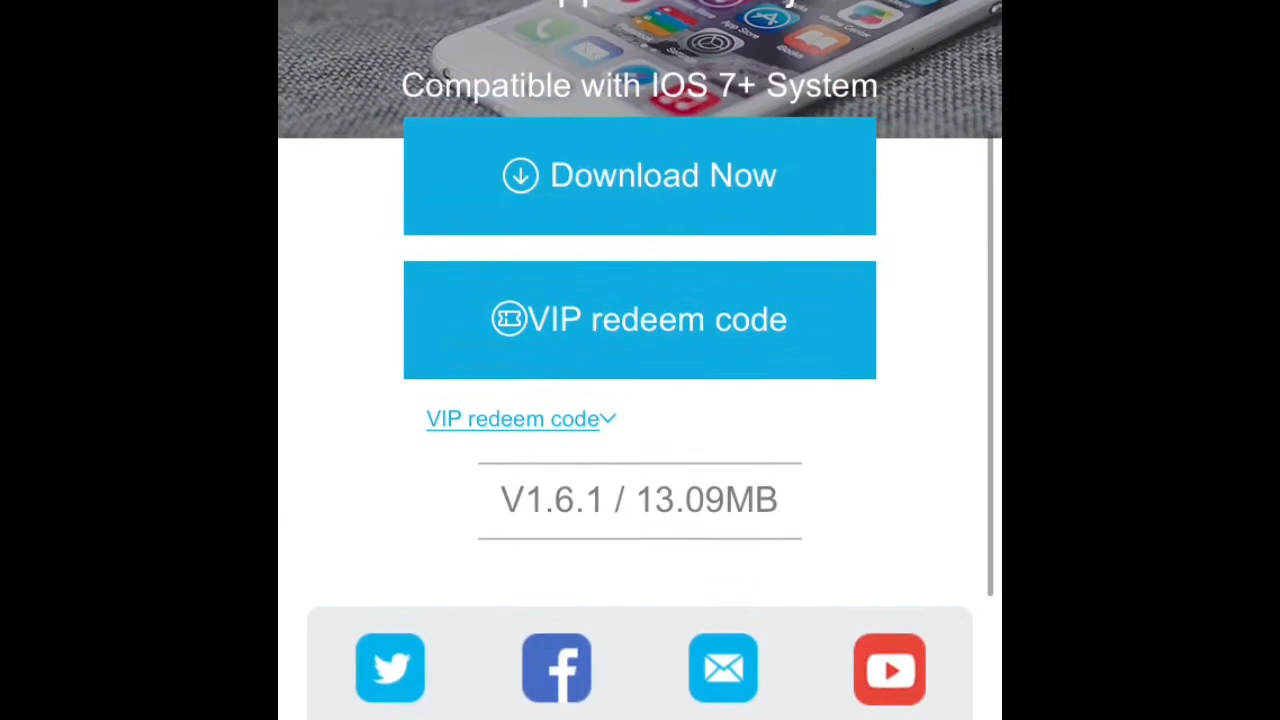 Compatible with IOS 7+ System
Download Now
VIP redeem code
VIP redeem code
V1.6.1 / 13.09MB